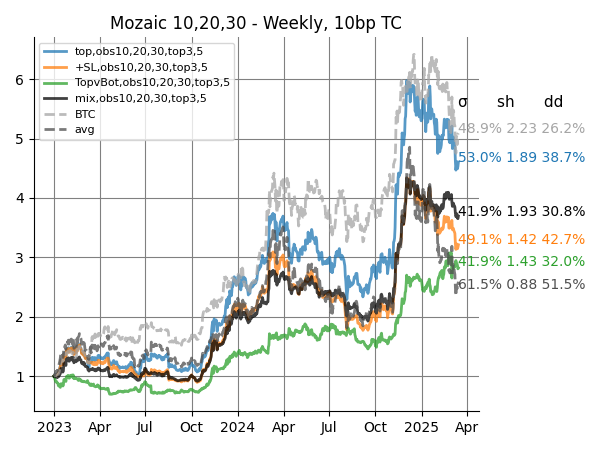 Mozaic 10,20,30 - Weekly, 10bp TC
top,obs10,20,30,top3,5
+SL,obs10,20,30,top3,5
TopvBot,obs10,20,30,top3,5
mix,obs10,20,30,top3,5
BTC
avg
6
5
4
3
2
1
σ sh dd
48.9% 2.23 26.2%
53.0% 1.89 38.7%
41.9% 1.93 30.8%
49.1% 1.42 42.7%
41.9% 1.43 32.0%
61.5% 0.88 51.5%
2023 Apr Jul Oct 2024 Apr Jul Oct 2025 Apr